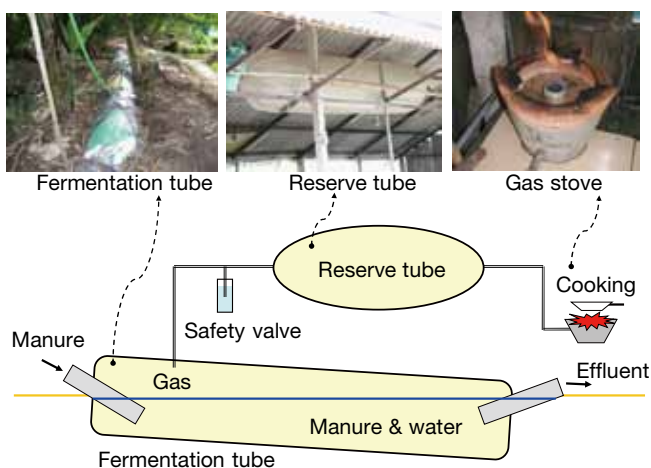 Fermentation tube
Reserve tube
Gas stove
Reserve tube
Cooking
Safety valve
Manure
Gas
Effluent
Manure & water
Fermentation tube